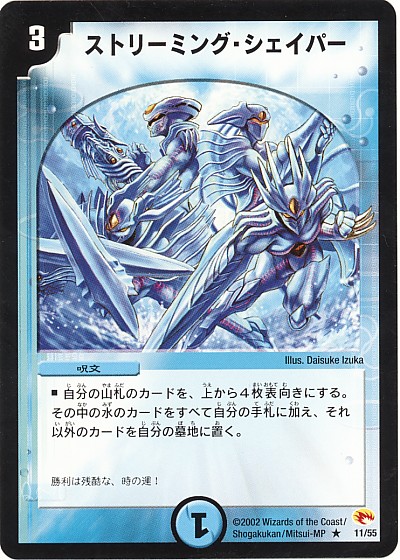 3
ストリーミング・シェイパー
Illus. Daisuke Izuka
呪文
■ 自分の山札のカードを、上から4枚表向きにする。
その中の水のカードをすべて自分の手札に加え、それ
以外のカードを自分の墓地に置く。
勝利は残酷な、時の運！
1
©2002 Wizards of the Coast/
Shogakukan/Mitsui-MP ★ 11/55